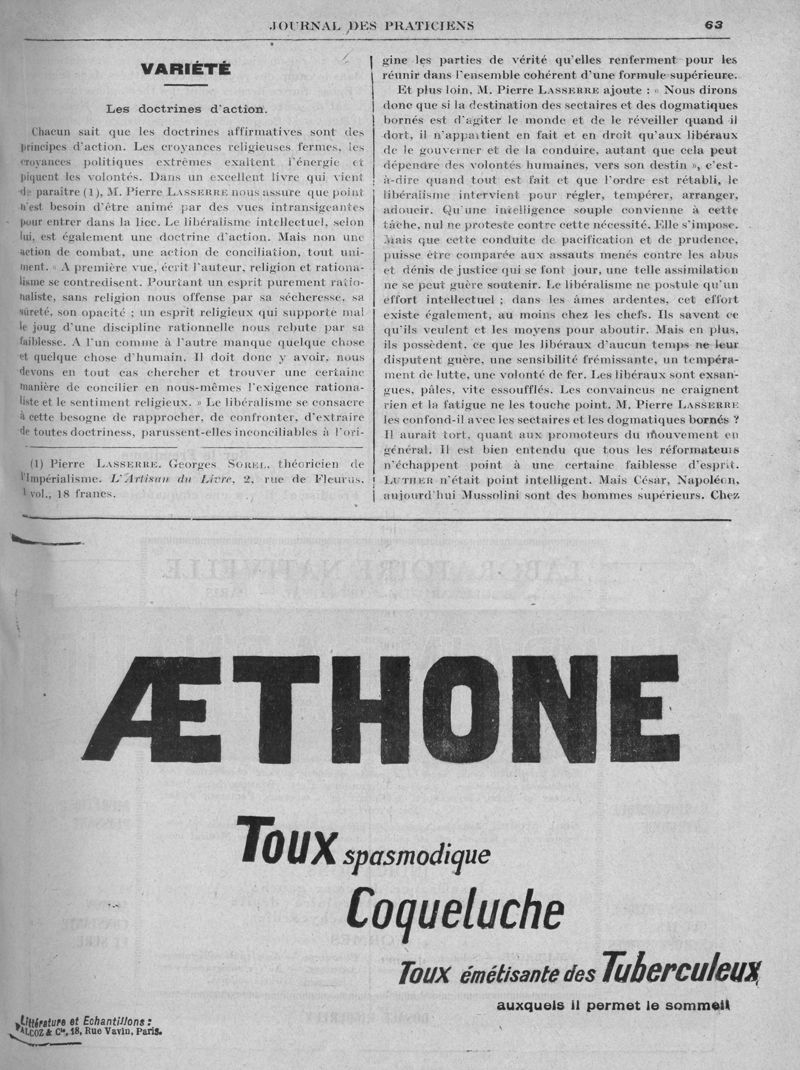 JOURNAL DES PRATICIENS 63
VARIÉTÉ
Les doctrines d'action.
Chacun sait que les doctrines affirmatives sont des
principes d'action. Les croyances religieuses fermes, les
croyances politiques extrêmes exaltent l'énergie et
piquent les volontés. Dans un excellent livre qui vient
de paraître (1), M. Pierre LASSERRE nous assure que point
n'est besoin d'être animé par des vues intransigeantes
pour entrer dans la lice. Le libéralisme intellectuel, selon
lui, est également une doctrine d'action. Mais non une
action de combat, une action de conciliation, tout uni-
ment. « A première vue, écrit l'auteur, religion et rationa-
lisme se contredisent. Pourtant un esprit purement ratio-
naliste, sans religion nous offense par sa sécheresse, sa
sûreté, son opacité ; un esprit religieux qui supporte mal
le joug d'une discipline rationnelle nous rebute par sa
faiblesse. A l'un comme à l'autre manque quelque chose
et quelque chose d'humain. Il doit donc y avoir, nous
devons en tout cas chercher et trouver une certaine
manière de concilier en nous-mêmes l'exigence rationa-
liste et le sentiment religieux. » Le libéralisme se consacre
à cette besogne de rapprocher, de confronter, d'extraire
de toutes doctriness, parussent-elles inconciliables à l'ori-
(1) Pierre LASSERRE, Georges SOREL, théoricien de
l'Impérialisme. L'Artisan du Livre, 2, rue de Fleurus.
1 vol., 18 francs.
gine les parties de vérité qu'elles renferment pour les
réunir dans l'ensemble cohérent d'une formule supérieure.
Et plus loin, M. Pierre LASSERRE ajoute : « Nous dirons
donc que si la destination des sectaires et des dogmatiques
bornés est d'agiter le monde et de le réveiller quand il
dort, il n'appartient en fait et en droit qu'aux libéraux
de le gouverner et de la conduire, autant que cela peut
dépendre des volontés humaines, vers son destin », c'est-
à-dire quand tout est fait et que l'ordre est rétabli, le
libéralisme intervient pour régler, tempérer, arranger,
adoucir. Qu'une intelligence souple convienne à cette
tâche, nul ne proteste contre cette nécessité. Elle s'impose.
Mais que cette conduite de pacification et de prudence,
puisse être comparée aux assauts menés contre les abus
et dénis de justice qui se font jour, une telle assimilation
ne se peut guère soutenir. Le libéralisme ne postule qu'un
effort intellectuel ; dans les âmes ardentes, cet effort
existe également, au moins chez les chefs. Ils savent ce
qu'ils veulent et les moyens pour aboutir. Mais en plus,
ils possèdent, ce que les libéraux d'aucun temps ne leur
disputent guère, une sensibilité frémissante, un tempéra-
ment de lutte, une volonté de fer. Les libéraux sont exsan-
gues, pâles, vite essoufflés. Les convaincus ne craignent
rien et la fatigue ne les touche point. M. Pierre LASSERRE
les confond-il avec les sectaires et les dogmatiques bornés ?
Il aurait tort, quant aux promoteurs du mouvement en
général. Il est bien entendu que tous les réformateurs
n'échappent point à une certaine faiblesse d'esprit.
LUTHER n'était point intelligent. Mais César, Napoléon,
aujourd'hui Mussolini sont des hommes supérieurs. Chez
ÆTHONE
Toux spasmodique
Coqueluche
Toux émétisante des Tuberculeux
auxquels il permet le sommeil
Littérature et Echantillons :
FALCOZ & Cie, 18, Rue Vavin, Paris.